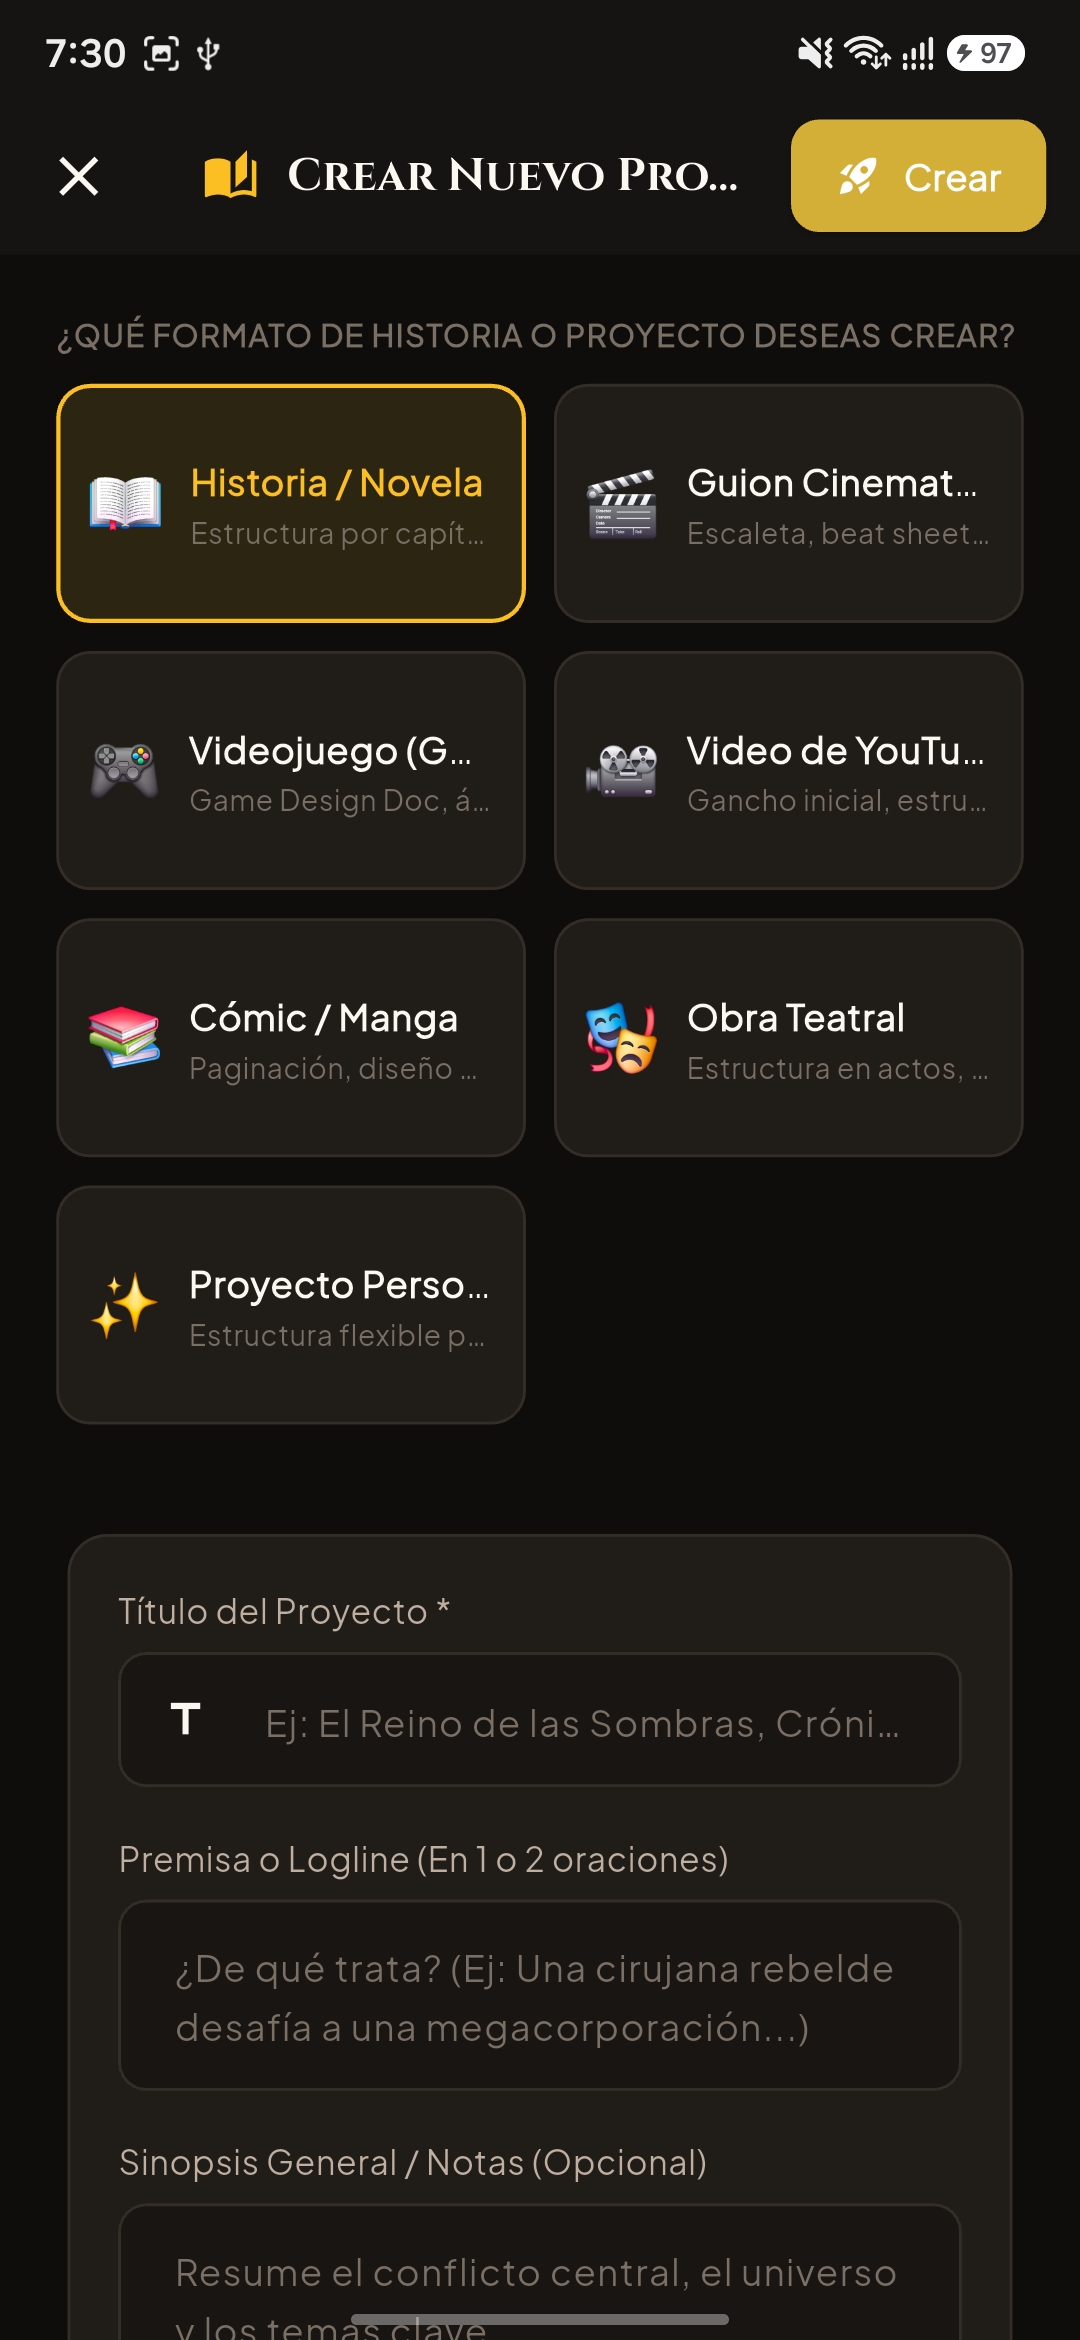 7:30
97
Crear Nuevo Pro...
Crear
¿QUÉ FORMATO DE HISTORIA O PROYECTO DESEAS CREAR?
Historia / Novela
Estructura por capít...
Guion Cinemat...
Escaleta, beat sheet...
Videojuego (G...
Game Design Doc, á...
Video de YouTu...
Gancho inicial, estru...
Cómic / Manga
Paginación, diseño ...
Obra Teatral
Estructura en actos, ...
Proyecto Perso...
Estructura flexible p...
Título del Proyecto *
T
Ej: El Reino de las Sombras, Cróni...
Premisa o Logline (En 1 o 2 oraciones)
¿De qué trata? (Ej: Una cirujana rebelde
desafía a una megacorporación...)
Sinopsis General / Notas (Opcional)
Resume el conflicto central, el universo
y los temas clave